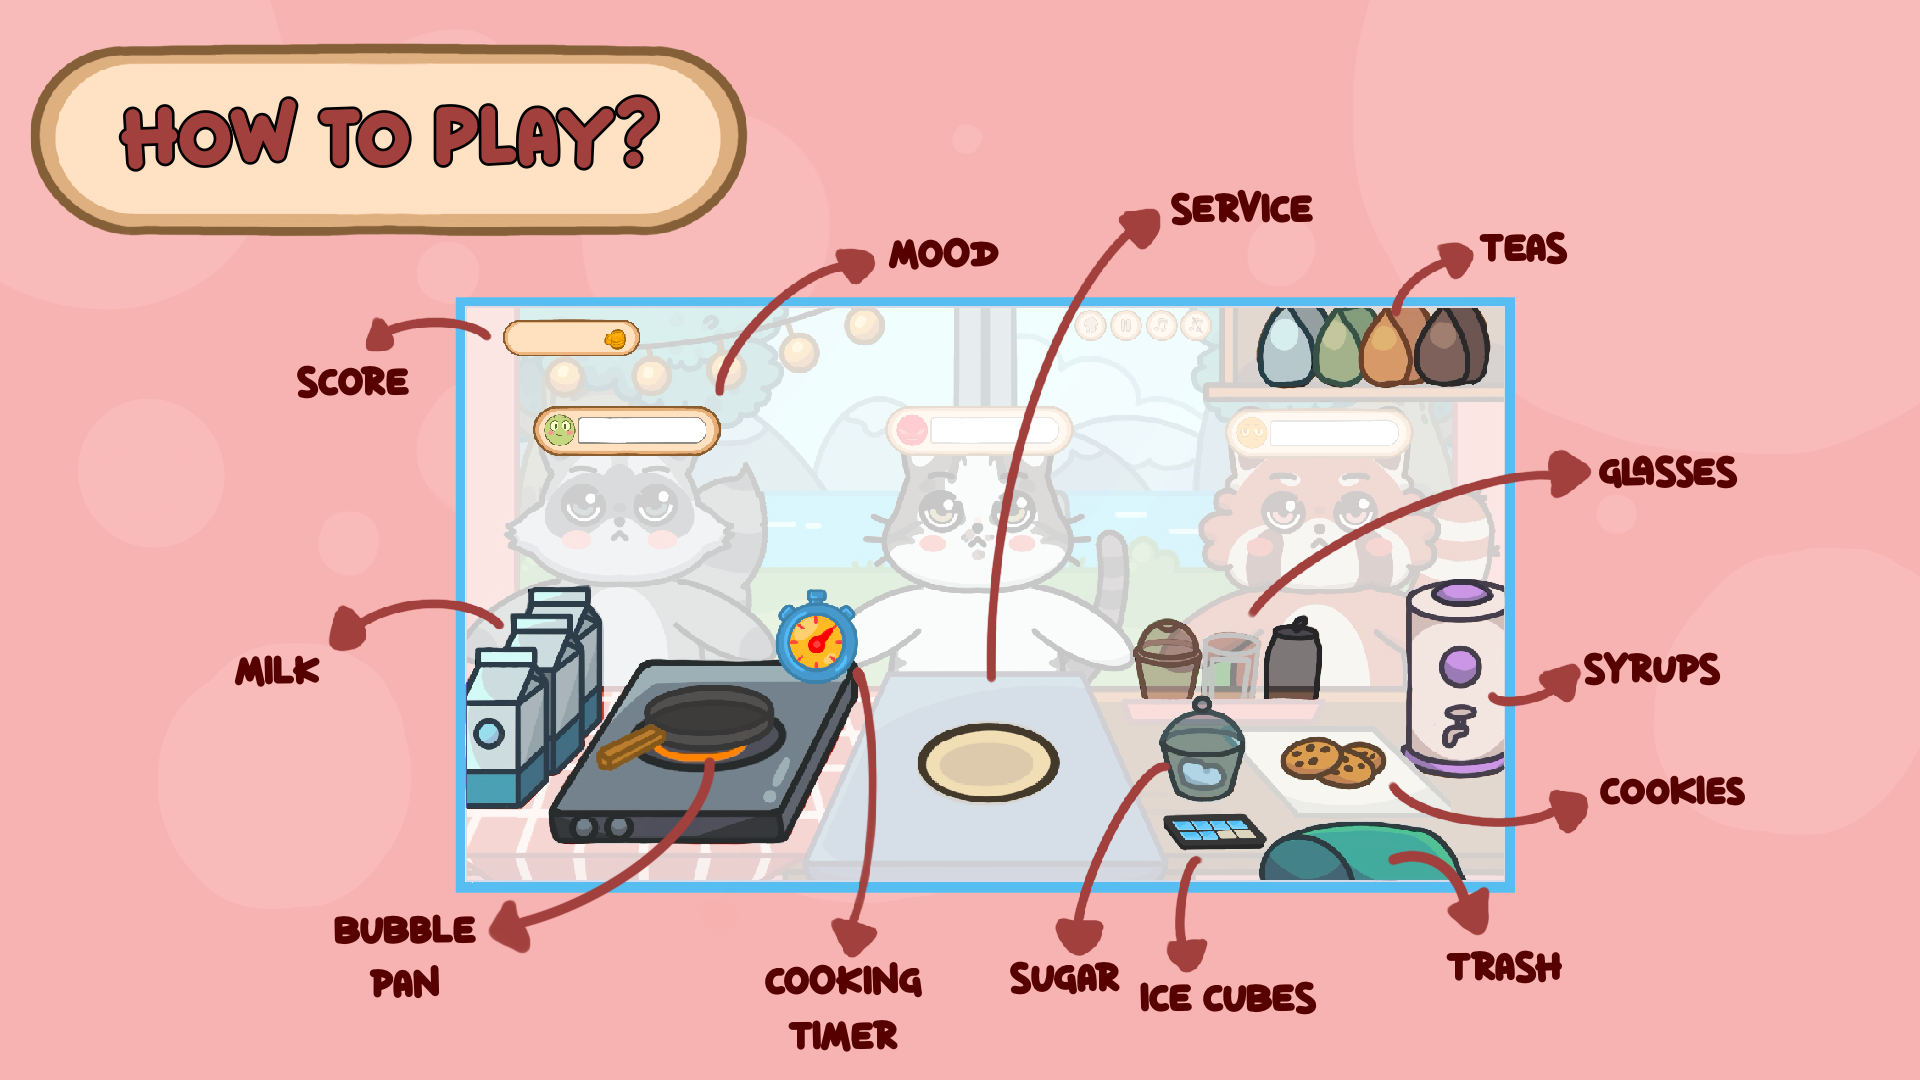 HOW TO PLAY?
SERVICE
MOOD
TEAS
SCORE
GLASSES
MILK
SYRUPS
COOKIES
BUBBLE
PAN
COOKING
TIMER
SUGAR
ICE CUBES
TRASH